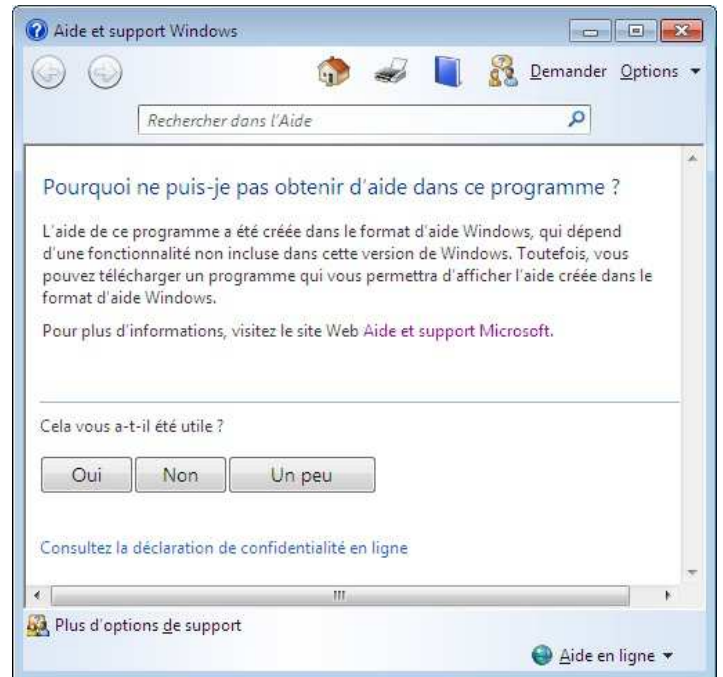 Aide et support Windows
Demander Options
Rechercher dans l'Aide
Pourquoi ne puis-je pas obtenir d'aide dans ce programme ?
L'aide de ce programme a été créée dans le format d'aide Windows, qui dépend
d'une fonctionnalité non incluse dans cette version de Windows. Toutefois, vous
pouvez télécharger un programme qui vous permettra d'afficher l'aide créée dans le
format d'aide Windows.
Pour plus d'informations, visitez le site Web Aide et support Microsoft.
Cela vous a-t-il été utile ?
Oui Non Un peu
Consultez la déclaration de confidentialité en ligne
Plus d'options de support
Aide en ligne